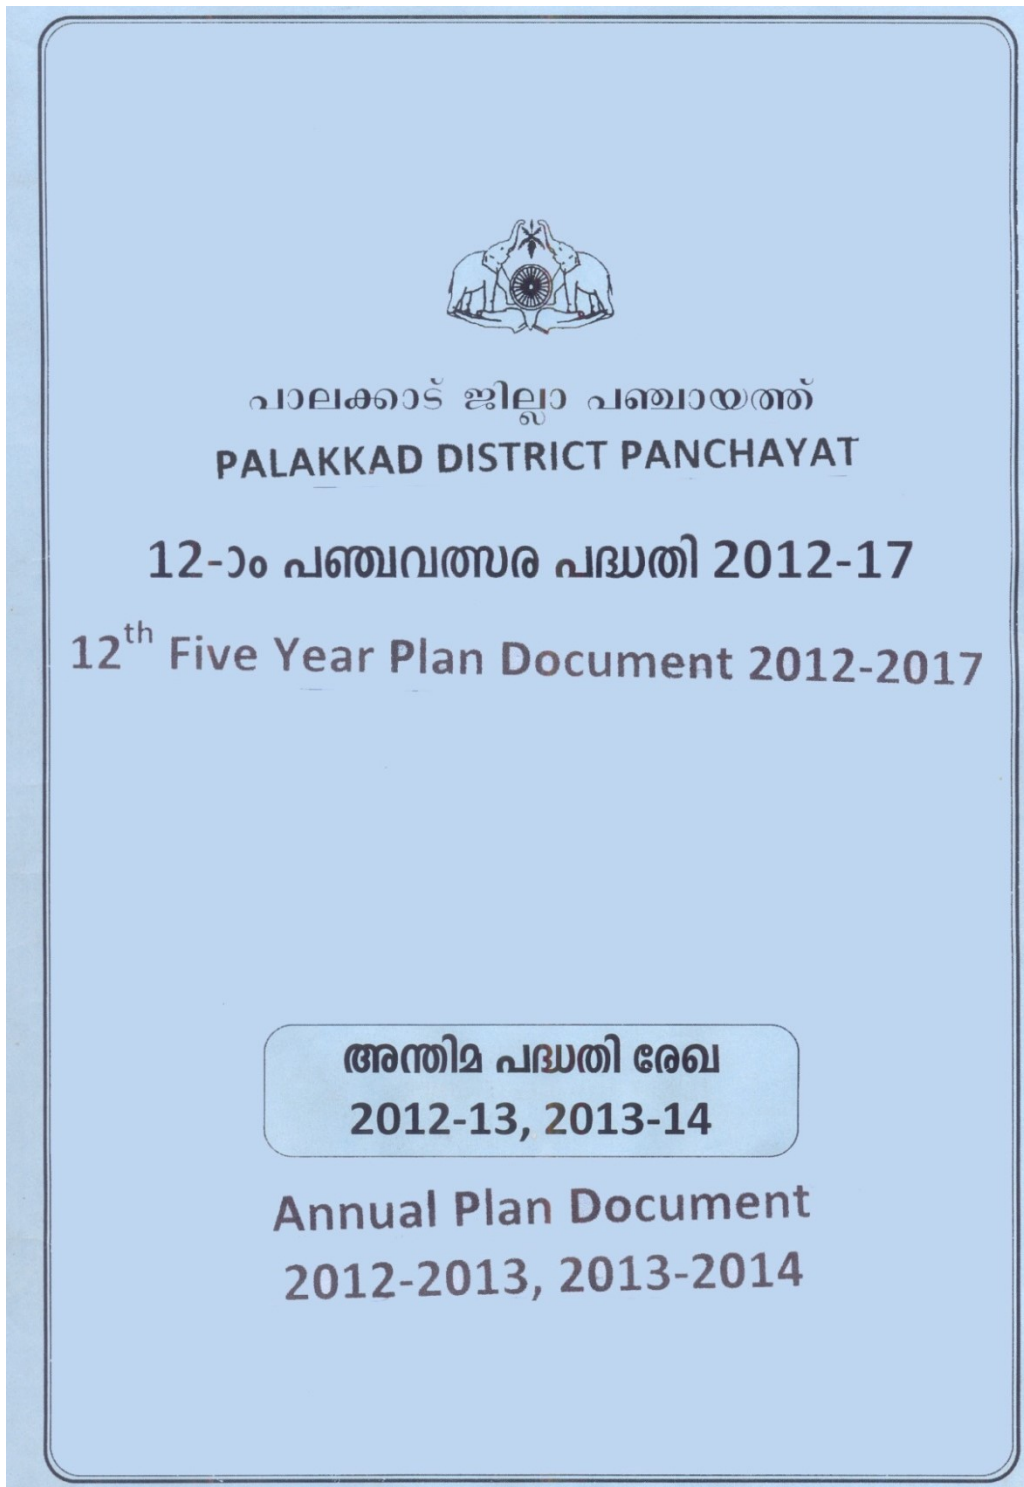 പാലക്കാട് ജില്ലാ പഞ്ചായത്ത്
PALAKKAD DISTRICT PANCHAYAT
12-ാം പഞ്ചവത്സര പദ്ധതി 2012-17
12th Five Year Plan Document 2012-2017
അന്തിമ പദ്ധതി രേഖ
2012-13, 2013-14
Annual Plan Document
2012-2013, 2013-2014